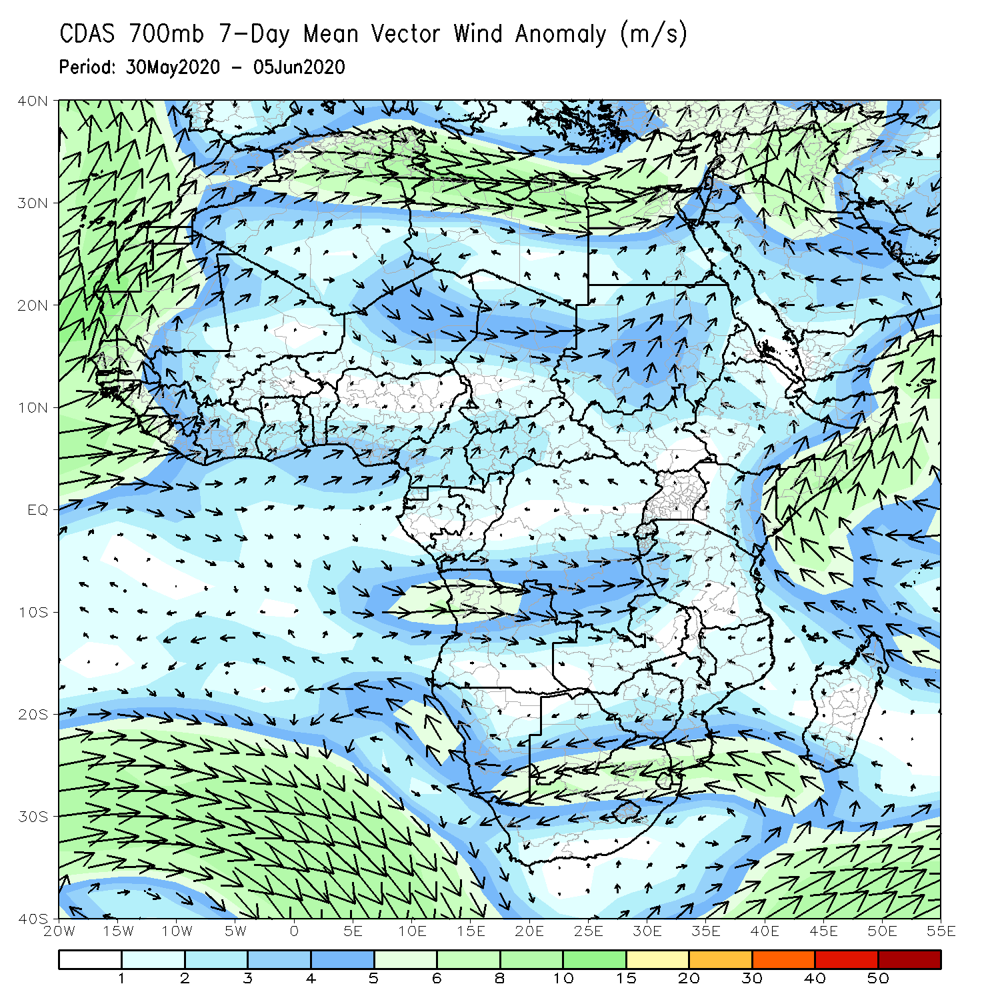 CDAS 700mb 7-Day Mean Vector Wind Anomaly (m/s)
Period: 30May2020 - 05Jun2020
40N
30N
20N
10N
EQ
10S
20S
30S
40S
20W 15W 10W 5W 0 5E 10E 15E 20E 25E 30E 35E 40E 45E 50E 55E
1 2 3 4 5 6 8 10 15 20 30 40 50